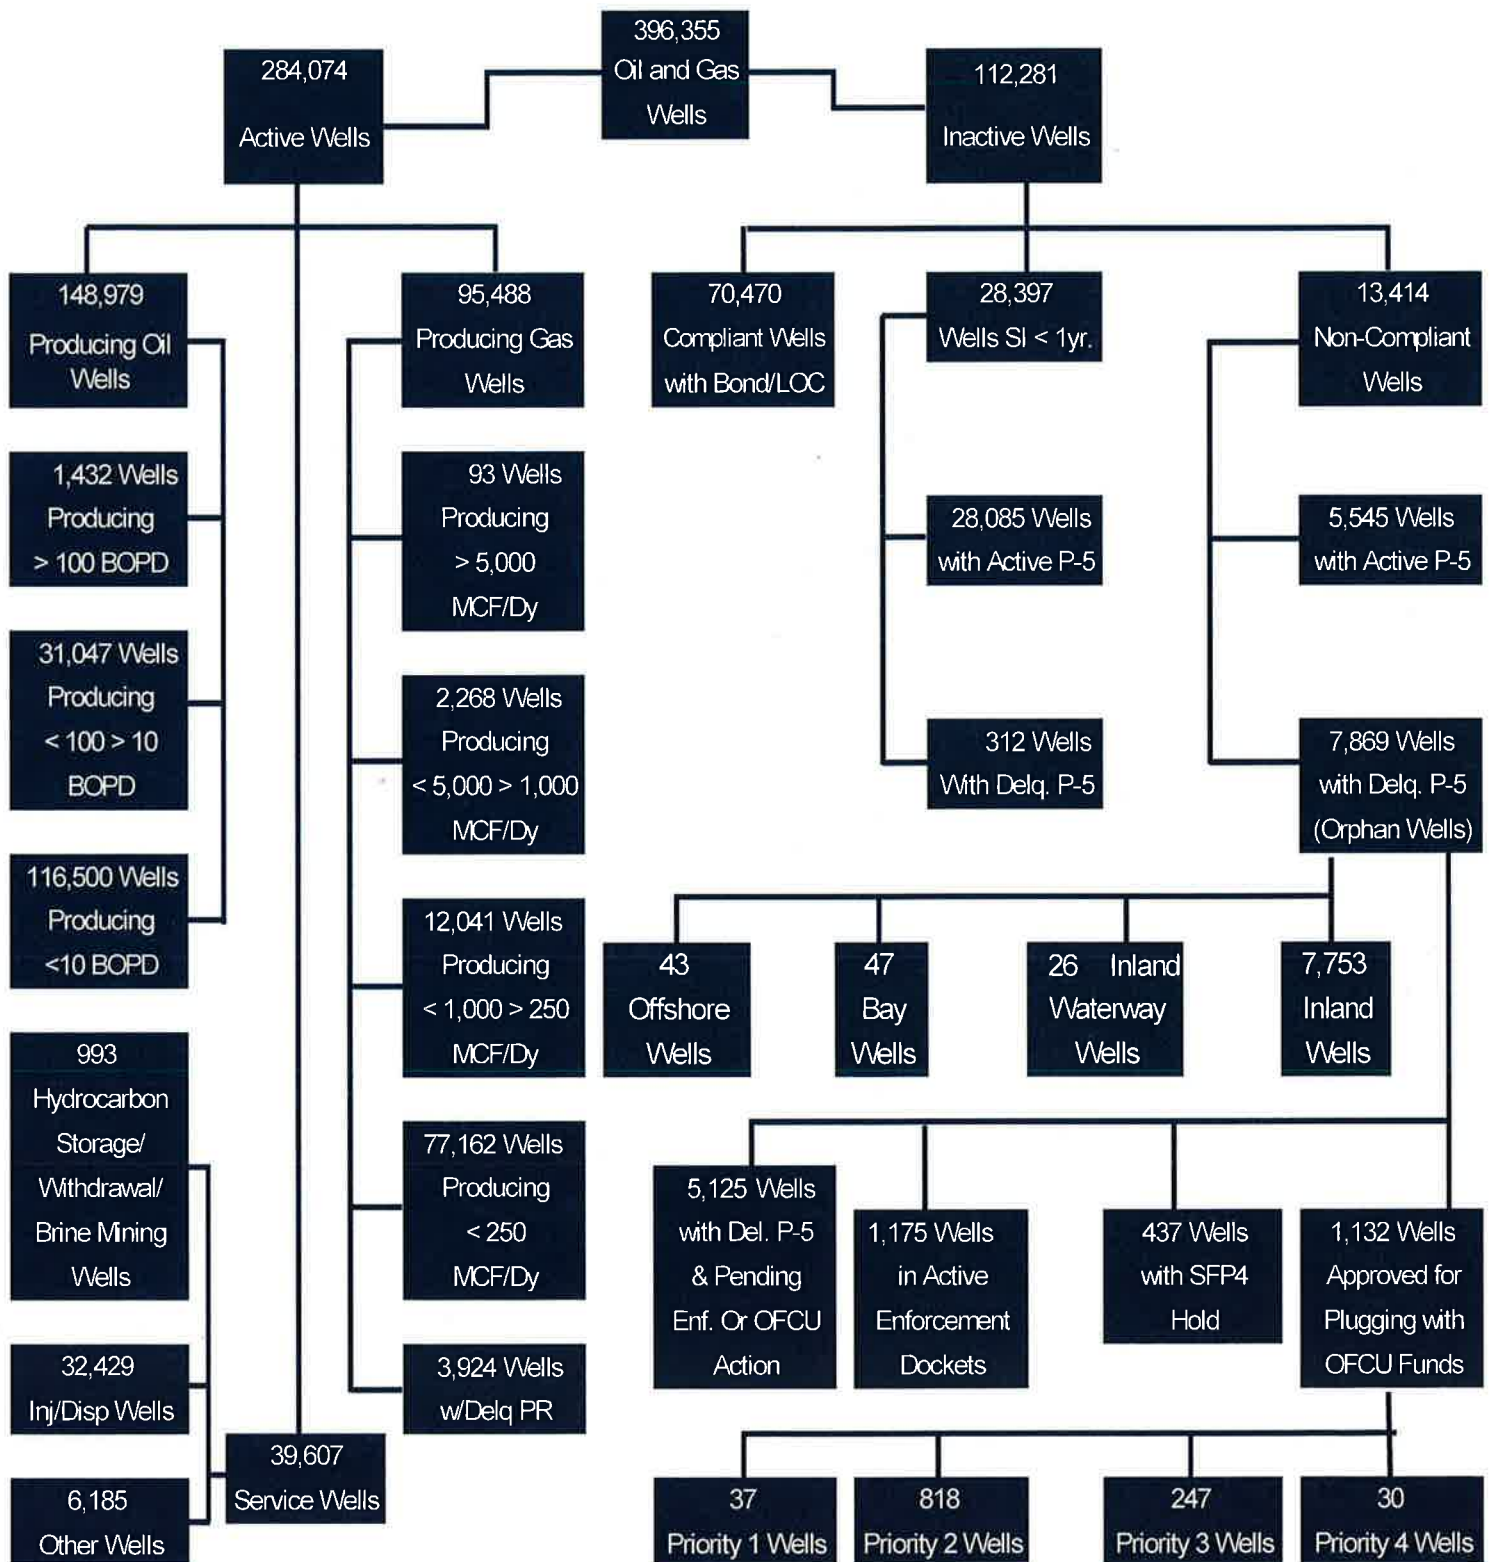 396,355
Oil and Gas
Wells
284,074
Active Wells
112,281
Inactive Wells
148,979
Producing Oil
Wells
95,488
Producing Gas
Wells
70,470
Compliant Wells
with Bond/LOC
28,397
Wells SI < 1yr.
13,414
Non-Compliant
Wells
1,432 Wells
Producing
> 100 BOPD
93 Wells
Producing
> 5,000
MCF/Dy
28,085 Wells
with Active P-5
5,545 Wells
with Active P-5
31,047 Wells
Producing
< 100 > 10
BOPD
2,268 Wells
Producing
< 5,000 > 1,000
MCF/Dy
312 Wells
With Delq. P-5
7,869 Wells
with Delq. P-5
(Orphan Wells)
116,500 Wells
Producing
<10 BOPD
12,041 Wells
Producing
< 1,000 > 250
MCF/Dy
43
Offshore
Wells
47
Bay
Wells
26 Inland
Waterway
Wells
7,753
Inland
Wells
993
Hydrocarbon
Storage/
Withdrawal/
Brine Mining
Wells
77,162 Wells
Producing
< 250
MCF/Dy
5,125 Wells
with Del. P-5
& Pending
Enf. Or OFCU
Action
1,175 Wells
in Active
Enforcement
Dockets
437 Wells
with SFP4
Hold
1,132 Wells
Approved for
Plugging with
OFCU Funds
32,429
Inj/Disp Wells
3,924 Wells
w/Delq PR
39,607
Service Wells
6,185
Other Wells
37
Priority 1 Wells
818
Priority 2 Wells
247
Priority 3 Wells
30
Priority 4 Wells